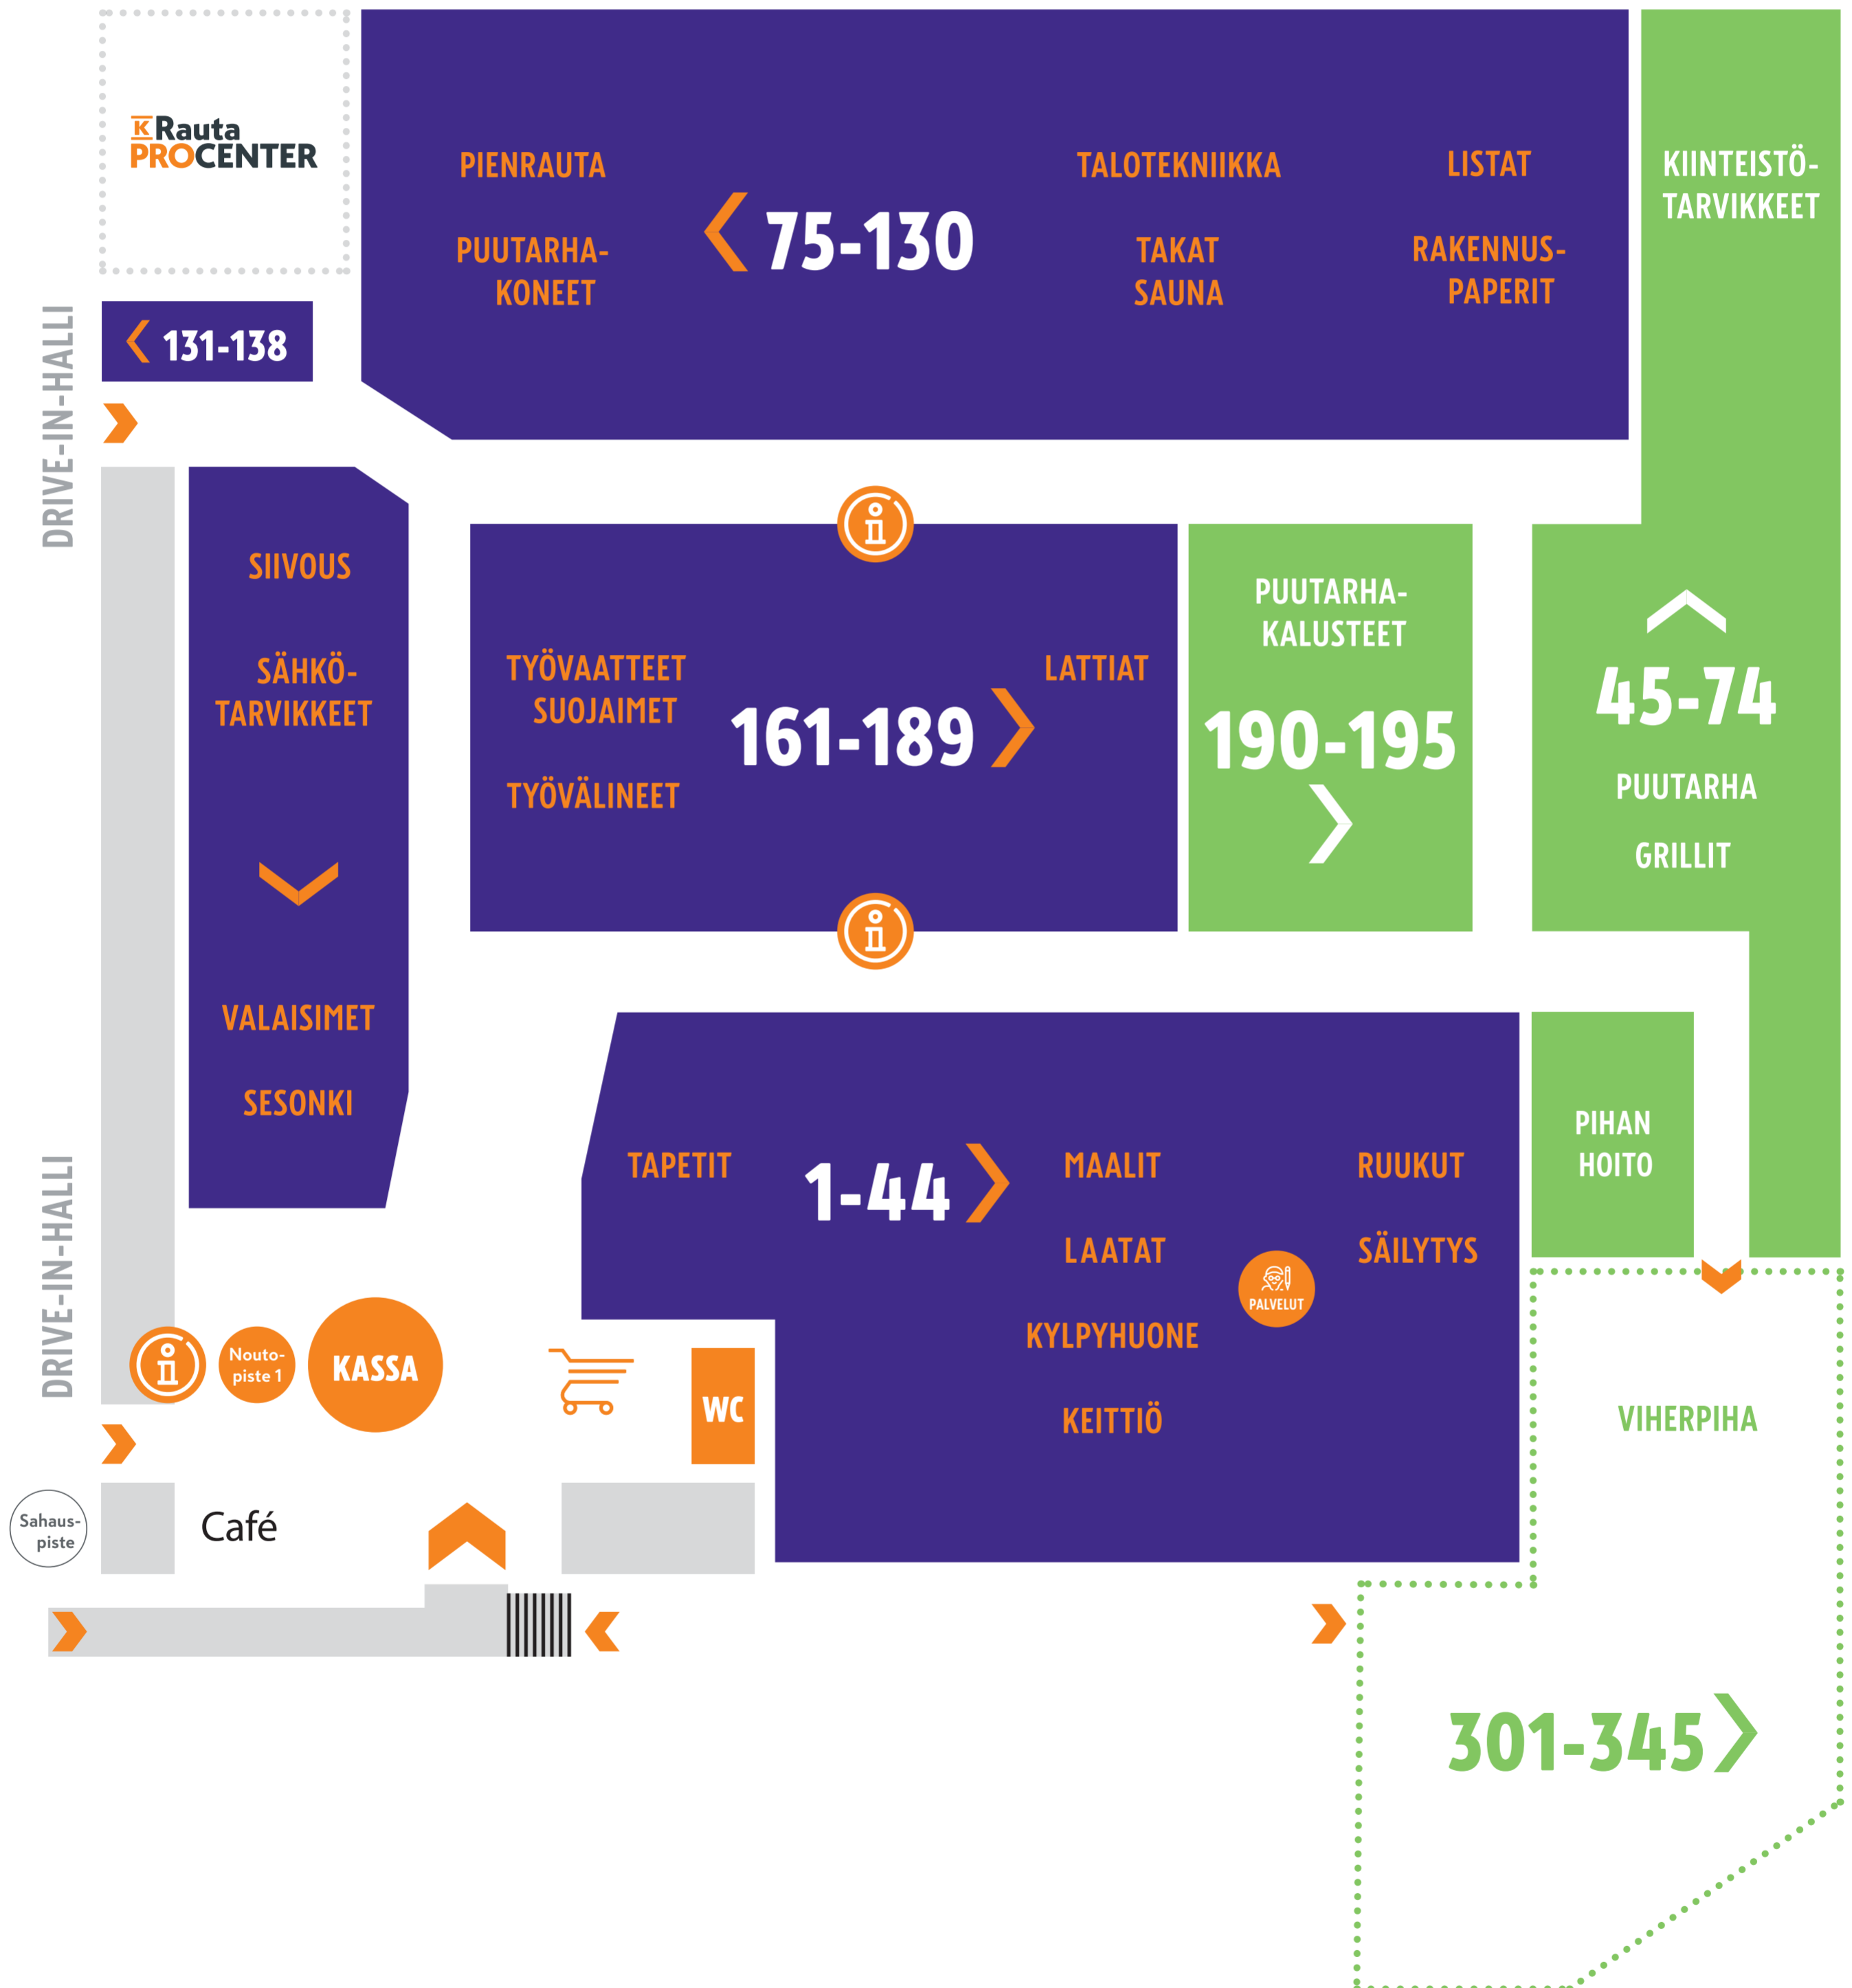 K Rauta
PROCENTER
PIENRAUTA
PUUTARHA-
KONEET
75-130
TALOTEKNIIKKA
TAKAT
SAUNA
LISTAT
RAKENNUS-
PAPERIT
KIINTEISTÖ-
TARVIKKEET
131-138
DRIVE-IN-HALLI
SIIVOUS
SÄHKÖ-
TARVIKKEET
VALAISIMET
SESONKI
TYÖVAATTEET
SUOJAIMET
TYÖVÄLINEET
161-189
LATTIAT
PUUTARHA-
KALUSTEET
190-195
45-74
PUUTARHA
GRILLIT
TAPETIT
1-44
MAALIT
LAATAT
KYLPYHUONE
KEITTIÖ
RUUKUT
SÄILYTYS
PALVELUT
PIHAN
HOITO
DRIVE-IN-HALLI
Nouto-
piste 1
KASSA
WC
Sahaus-
piste
Café
VIHERPIHA
301-345